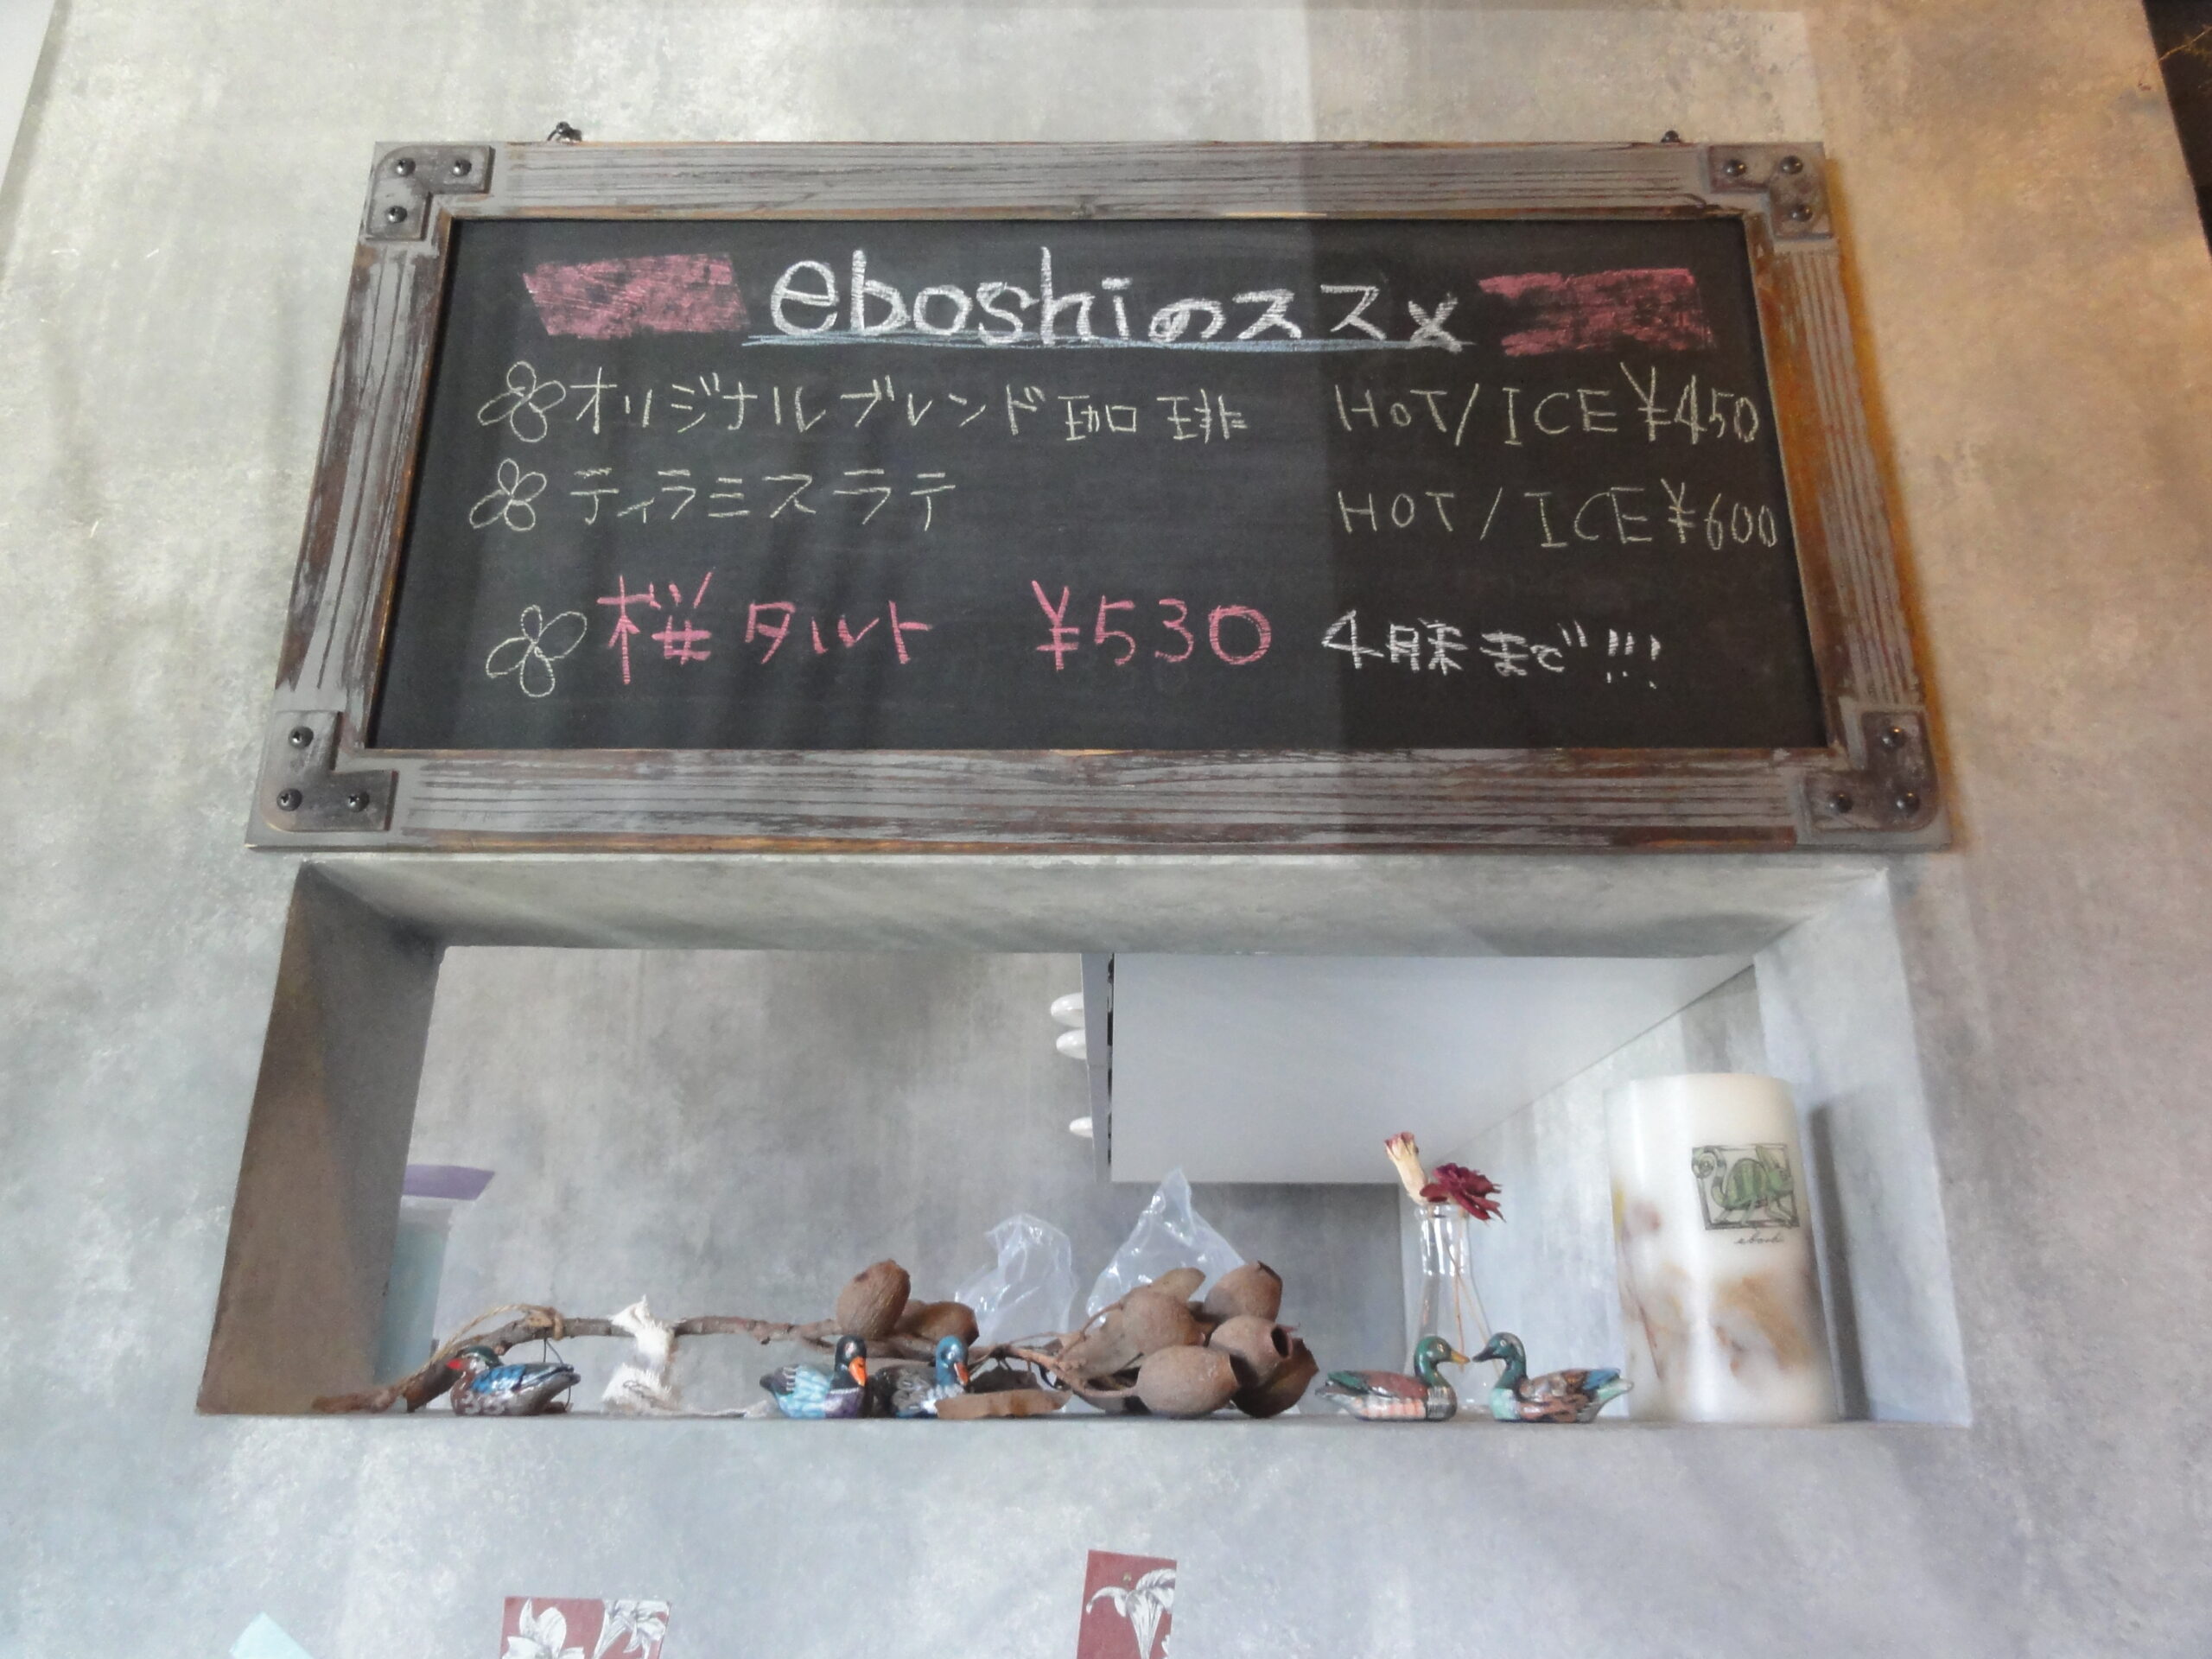 eboshiのススメ
オリジナルブレンド珈琲 HOT/ICE ¥450
ティラミスラテ HOT/ICE ¥600
桜タルト ¥530 4月末まで!!!
eboshi